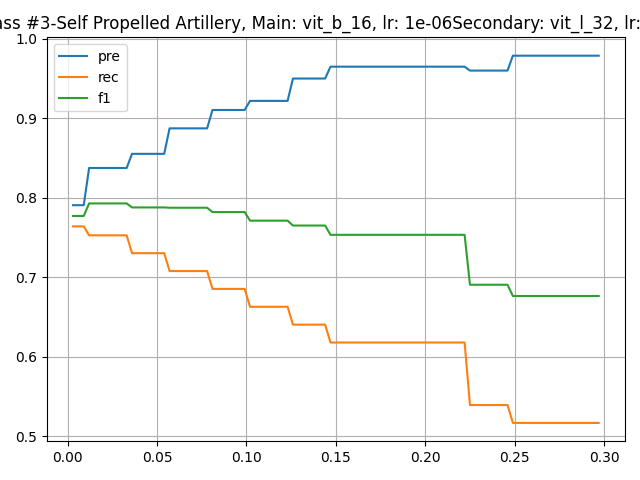 ass #3-Self Propelled Artillery, Main: vit_b_16, lr: 1e-06Secondary: vit_l_32, lr:
pre
rec
f1
1.0
0.9
0.8
0.7
0.6
0.5
0.00 0.05 0.10 0.15 0.20 0.25 0.30